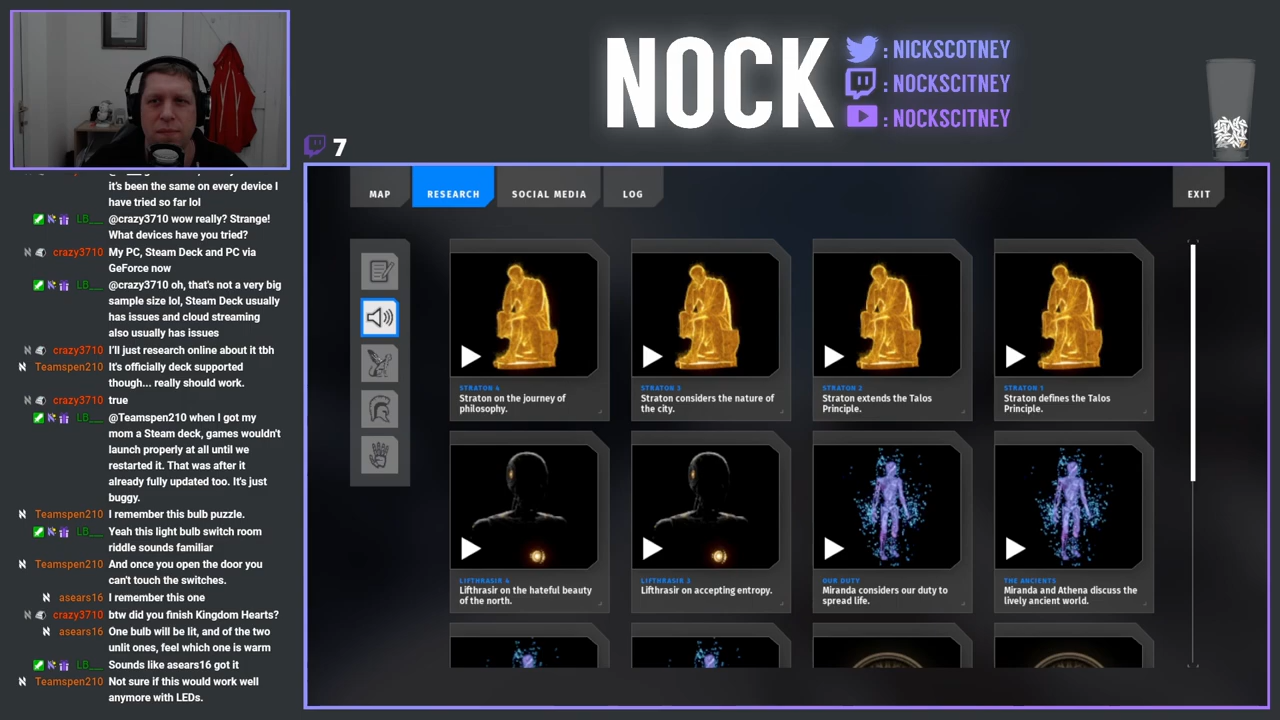 NOCK
: NICKSCOTNEY
: NOCKSCITNEY
: NOCKSCITNEY
7
it's been the same on every device I
have tried so far lol
LB__ @crazy3710 wow really? Strange!
What devices have you tried?
crazy3710 My PC, Steam Deck and PC via
GeForce now
LB__ @crazy3710 oh, that's not a very big
sample size lol, Steam Deck usually
has issues and cloud streaming
also usually has issues
crazy3710 I'll just research online about it tbh
Teamspen210 It's officially deck supported
though... really should work.
crazy3710 true
LB__ @Teamspen210 when I got my
mom a Steam deck, games wouldn't
launch properly at all until we
restarted it. That was after it
already fully updated too. It's just
buggy.
Teamspen210 I remember this bulb puzzle.
LB__ Yeah this light bulb switch room
riddle sounds familiar
Teamspen210 And once you open the door you
can't touch the switches.
asears16 I remember this one
crazy3710 btw did you finish Kingdom Hearts?
asears16 One bulb will be lit, and of the two
unlit ones, feel which one is warm
LB__ Sounds like asears16 got it
Teamspen210 Not sure if this would work well
anymore with LEDs.
MAP RESEARCH SOCIAL MEDIA LOG EXIT
STRATON 4
Straton on the journey of
philosophy.
STRATON 3
Straton considers the nature of
the city.
STRATON 2
Straton extends the Talos
Principle.
STRATON 1
Straton defines the Talos
Principle.
LIFTHRASIR 4
Lifthrasir on the hateful beauty
of the north.
LIFTHRASIR 3
Lifthrasir on accepting entropy.
OUR DUTY
Miranda considers our duty to
spread life.
THE ANCIENTS
Miranda and Athena discuss the
lively ancient world.